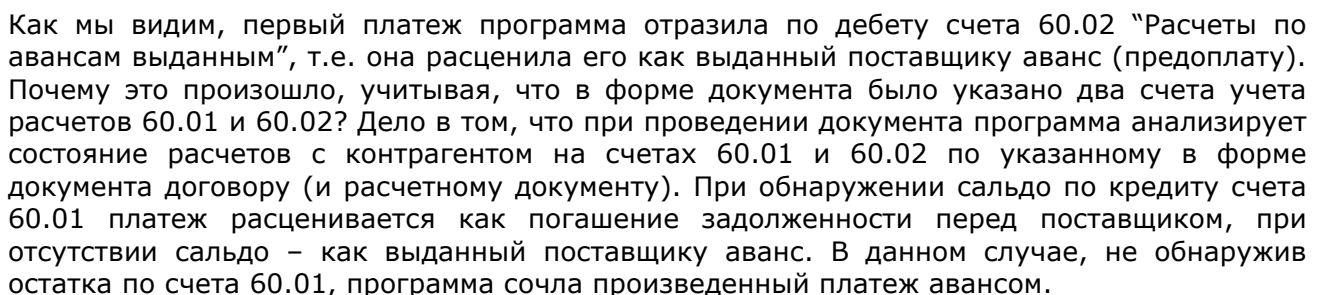 Как мы видим, первый платеж программа отразила по дебету счета 60.02 “Расчеты по
авансам выданным”, т.е. она расценила его как выданный поставщику аванс (предоплату).
Почему это произошло, учитывая, что в форме документа было указано два счета учета
расчетов 60.01 и 60.02? Дело в том, что при проведении документа программа анализирует
состояние расчетов с контрагентом на счетах 60.01 и 60.02 по указанному в форме
документа договору (и расчетному документу). При обнаружении сальдо по кредиту счета
60.01 платеж расценивается как погашение задолженности перед поставщиком, при
отсутствии сальдо – как выданный поставщику аванс. В данном случае, не обнаружив
остатка по счета 60.01, программа сочла произведенный платеж авансом.